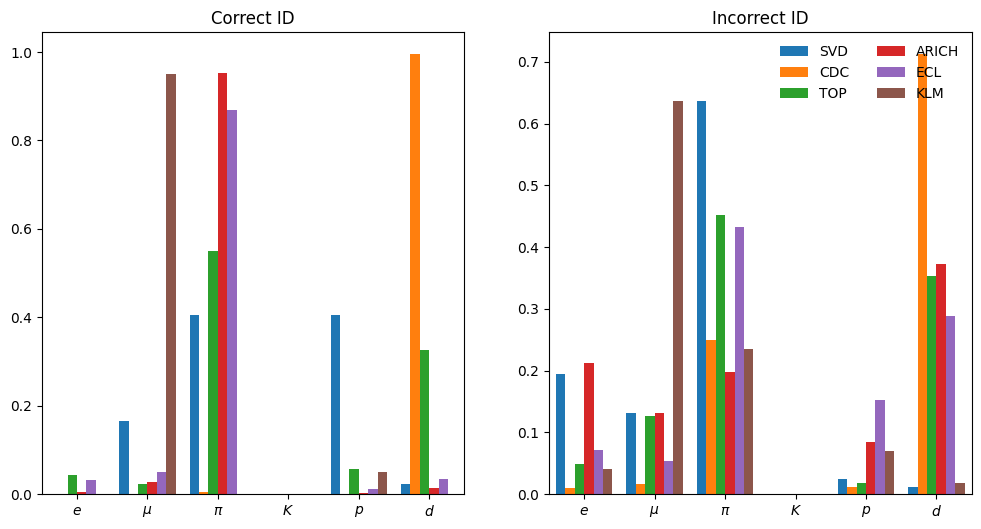 Correct ID
1.0
0.8
0.6
0.4
0.2
0.0
e μ π K p d
Incorrect ID
SVD ARICH
CDC ECL
TOP KLM
0.7
0.6
0.5
0.4
0.3
0.2
0.1
0.0
e μ π K p d